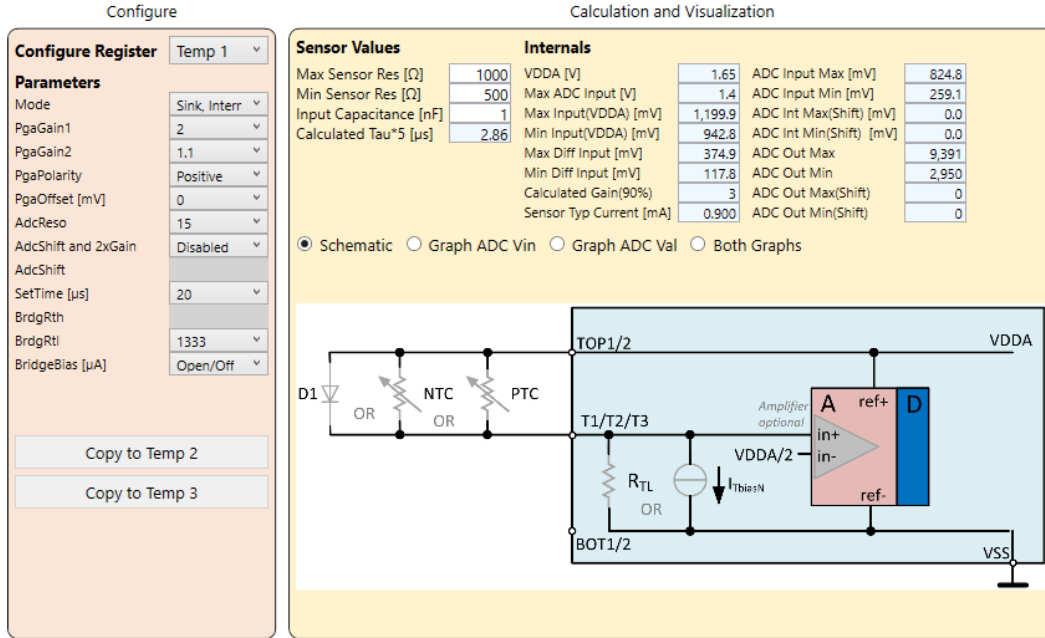 Configure
Calculation and Visualization
Configure Register Temp 1
Parameters
Mode Sink, Interr
PgaGain1 2
PgaGain2 1.1
PgaPolarity Positive
PgaOffset [mV] 0
AdcReso 15
AdcShift and 2xGain Disabled
AdcShift
SetTime [µs] 20
BrdgRth
BrdgRtl 1333
BridgeBias [µA] Open/Off
Copy to Temp 2
Copy to Temp 3
Sensor Values
Max Sensor Res [Ω] 1000
Min Sensor Res [Ω] 500
Input Capacitance [nF] 1
Calculated Tau*5 [µs] 2.86
Internals
VDDA [V] 1.65 ADC Input Max [mV] 824.8
Max ADC Input [V] 1.4 ADC Input Min [mV] 259.1
Max Input(VDDA) [mV] 1,199.9 ADC Int Max(Shift) [mV] 0.0
Min Input(VDDA) [mV] 942.8 ADC Int Min(Shift) [mV] 0.0
Max Diff Input [mV] 374.9 ADC Out Max 9,391
Min Diff Input [mV] 117.8 ADC Out Min 2,950
Calculated Gain(90%) 3 ADC Out Max(Shift) 0
Sensor Typ Current [mA] 0.900 ADC Out Min(Shift) 0
Schematic Graph ADC Vin Graph ADC Val Both Graphs
TOP1/2 VDDA
D1 OR NTC OR PTC
Amplifier
optional
A ref+ D
T1/T2/T3
in+
VDDA/2 in-
RTL OR ITbiasN
ref-
BOT1/2
VSS